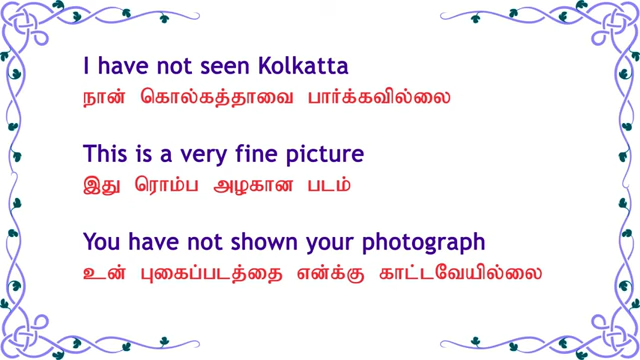 I have not seen Kolkatta
நான் கொல்கத்தாவை பார்க்கவில்லை
This is a very fine picture
இது ரொம்ப அழகான படம்
You have not shown your photograph
உன் புகைப்படத்தை என்க்கு காட்டவேயில்லை